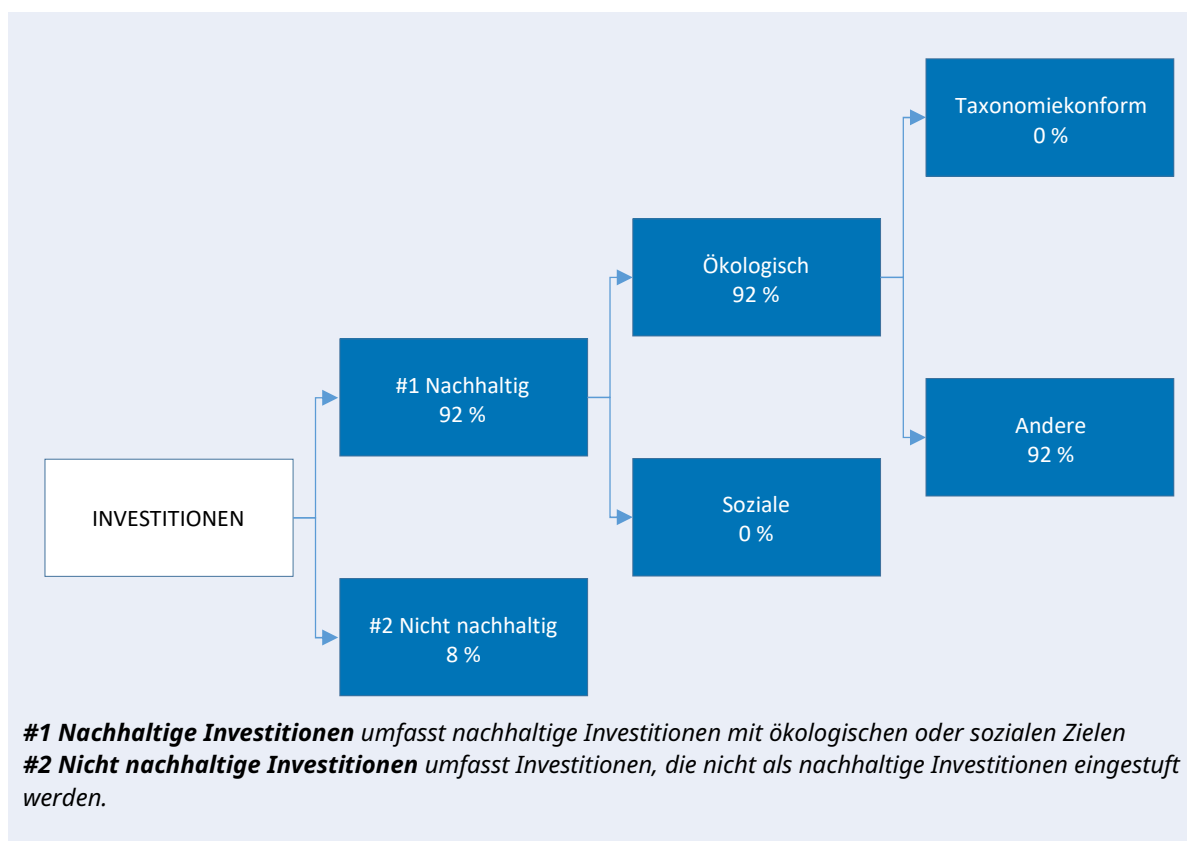 Taxonomiekonform
0 %
Ökologisch
92 %
#1 Nachhaltig
92 %
Andere
92 %
INVESTITIONEN
Soziale
0 %
#2 Nicht nachhaltig
8 %
#1 Nachhaltige Investitionen umfasst nachhaltige Investitionen mit ökologischen oder sozialen Zielen
#2 Nicht nachhaltige Investitionen umfasst Investitionen, die nicht als nachhaltige Investitionen eingestuft
werden.